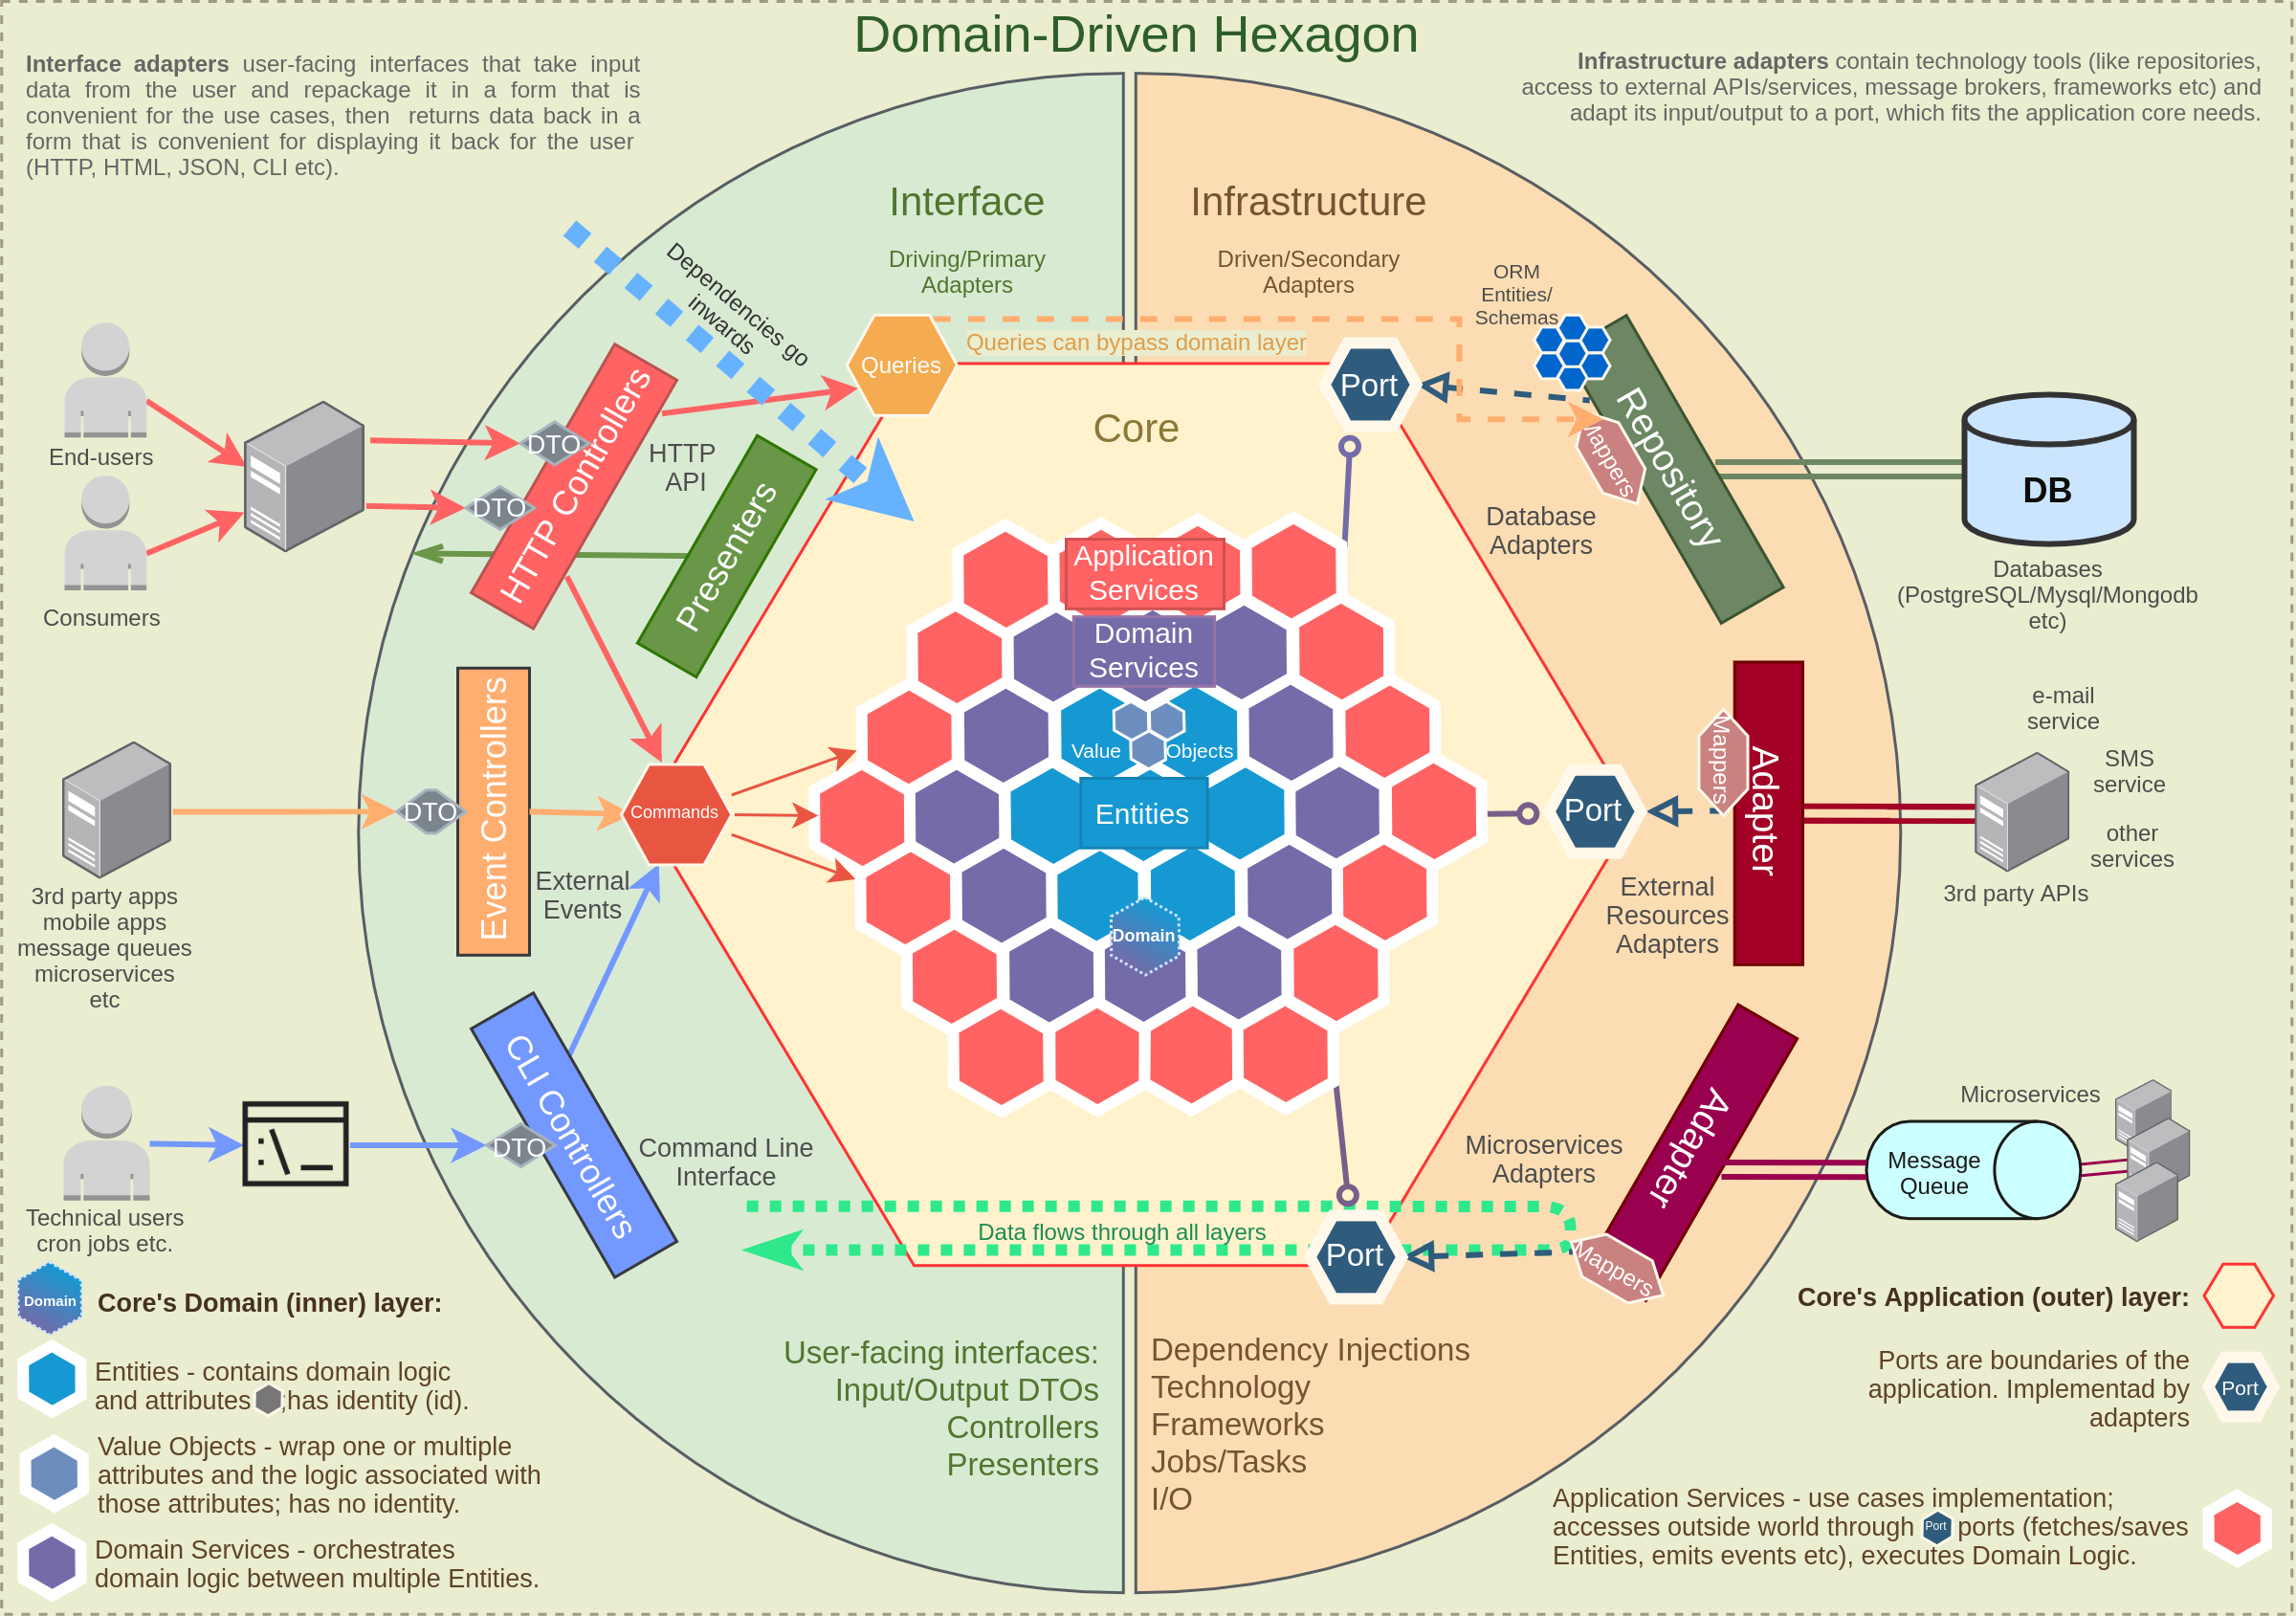 Domain-Driven Hexagon
Interface adapters user-facing interfaces that take input
data from the user and repackage it in a form that is
convenient for the use cases, then returns data back in a
form that is convenient for displaying it back for the user
(HTTP, HTML, JSON, CLI etc).
Infrastructure adapters contain technology tools (like repositories,
access to external APIs/services, message brokers, frameworks etc) and
adapt its input/output to a port, which fits the application core needs.
Interface
Driving/Primary
Adapters
Infrastructure
Driven/Secondary
Adapters
ORM
Entities/
Schemas
Dependencies go
inwards
Queries
Queries can bypass domain layer
Port
Core
End-users
Consumers
DTO
DTO
HTTP Controllers
HTTP
API
Presenters
Mappers
Repository
Database
Adapters
DB
Databases
(PostgreSQL/Mysql/Mongodb
etc)
Application
Services
Domain
Services
Value Objects
Entities
Domain
3rd party apps
mobile apps
message queues
microservices
etc
DTO
Event Controllers
External
Events
Commands
Port
Mappers
Adapter
External
Resources
Adapters
e-mail
service
SMS
service
other
services
3rd party APIs
Technical users
cron jobs etc.
:\_
DTO
CLI Controllers
Command Line
Interface
Data flows through all layers
Port
Mappers
Adapter
Microservices
Adapters
Microservices
Message
Queue
User-facing interfaces:
Input/Output DTOs
Controllers
Presenters
Dependency Injections
Technology
Frameworks
Jobs/Tasks
I/O
Domain
Core's Domain (inner) layer:
Entities - contains domain logic
and attributes ;has identity (id).
Value Objects - wrap one or multiple
attributes and the logic associated with
those attributes; has no identity.
Domain Services - orchestrates
domain logic between multiple Entities.
Core's Application (outer) layer:
Ports are boundaries of the
application. Implementad by
adapters
Port
Application Services - use cases implementation;
accesses outside world through Port ports (fetches/saves
Entities, emits events etc), executes Domain Logic.